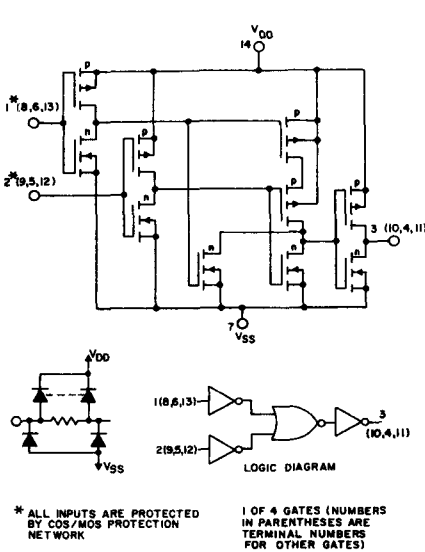 VDD
14
p
1*(8,6,13)
n
p
p
2*(9,5,12)
n
p
p
3 (10,4,11)
n
n
n
7
VSS
VDD
VSS
1(8,6,13)
2(9,5,12)
3
(10,4,11)
LOGIC DIAGRAM
* ALL INPUTS ARE PROTECTED
BY COS/MOS PROTECTION
NETWORK
1 OF 4 GATES (NUMBERS
IN PARENTHESES ARE
TERMINAL NUMBERS
FOR OTHER GATES)